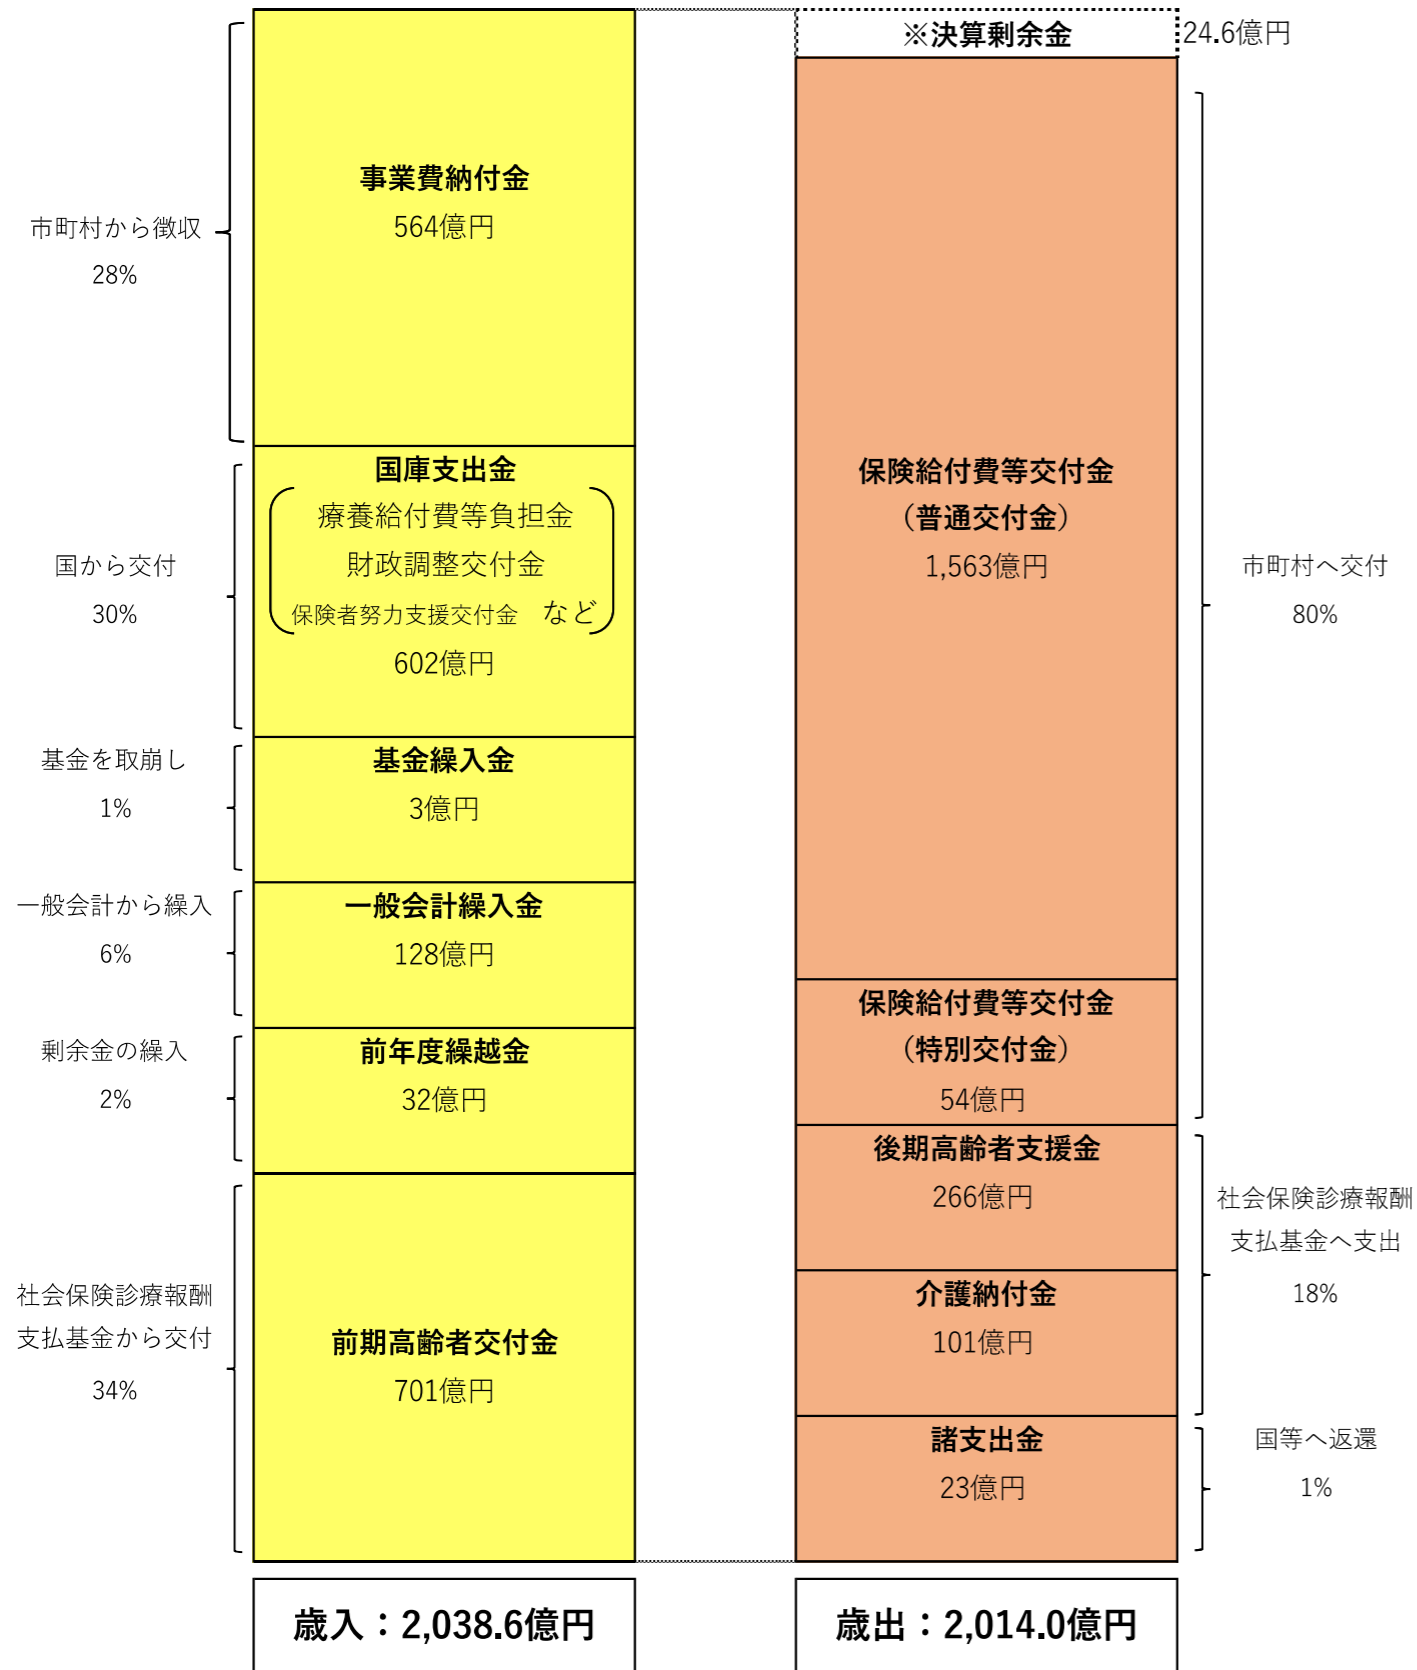 市町村から徴収
28%
国から交付
30%
基金を取崩し
1%
一般会計から繰入
6%
剰余金の繰入
2%
社会保険診療報酬
支払基金から交付
34%
事業費納付金
564億円
国庫支出金
療養給付費等負担金
財政調整交付金
保険者努力支援交付金 など
602億円
基金繰入金
3億円
一般会計繰入金
128億円
前年度繰越金
32億円
前期高齢者交付金
701億円
歳入：2,038.6億円
※決算剰余金
24.6億円
保険給付費等交付金
（普通交付金）
1,563億円
保険給付費等交付金
（特別交付金）
54億円
後期高齢者支援金
266億円
介護納付金
101億円
諸支出金
23億円
歳出：2,014.0億円
市町村へ交付
80%
社会保険診療報酬
支払基金へ支出
18%
国等へ返還
1%